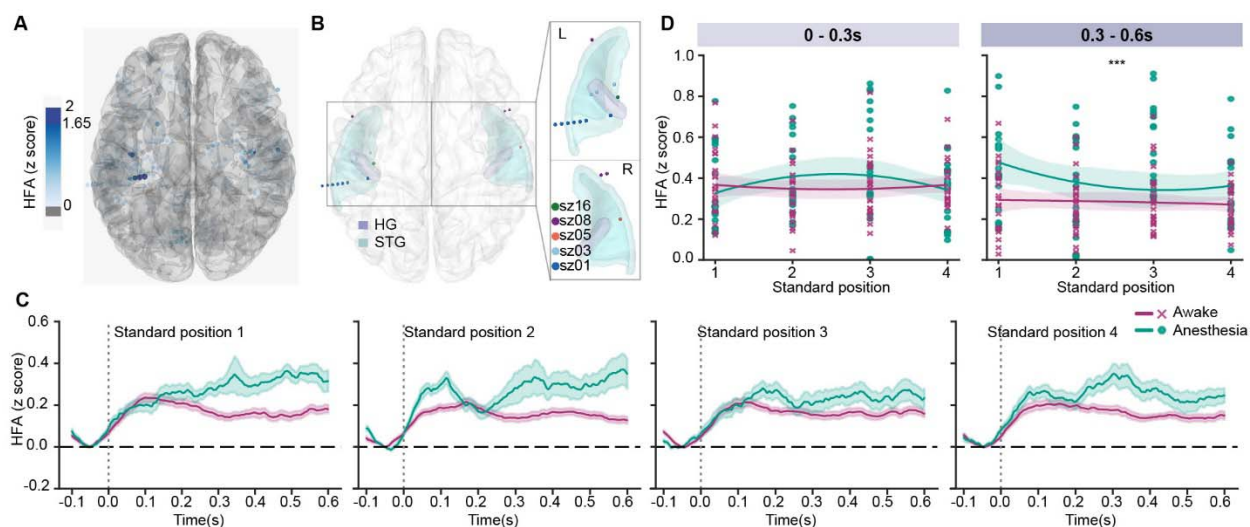 A
HFA (z score)
2
1.65
0
B
HG
STG
L
R
sz16
sz08
sz05
sz03
sz01
D
0 - 0.3s
0.3 - 0.6s
***
HFA (z score)
1.0
0.8
0.6
0.4
0.2
0.0
1 2 3 4
Standard position
1 2 3 4
Standard position
Awake
Anesthesia
C
HFA (z score)
0.6
0.4
0.2
0.0
-0.2
Standard position 1
-0.1 0.0 0.1 0.2 0.3 0.4 0.5 0.6
Time(s)
Standard position 2
-0.1 0.0 0.1 0.2 0.3 0.4 0.5 0.6
Time(s)
Standard position 3
-0.1 0.0 0.1 0.2 0.3 0.4 0.5 0.6
Time(s)
Standard position 4
-0.1 0.0 0.1 0.2 0.3 0.4 0.5 0.6
Time(s)